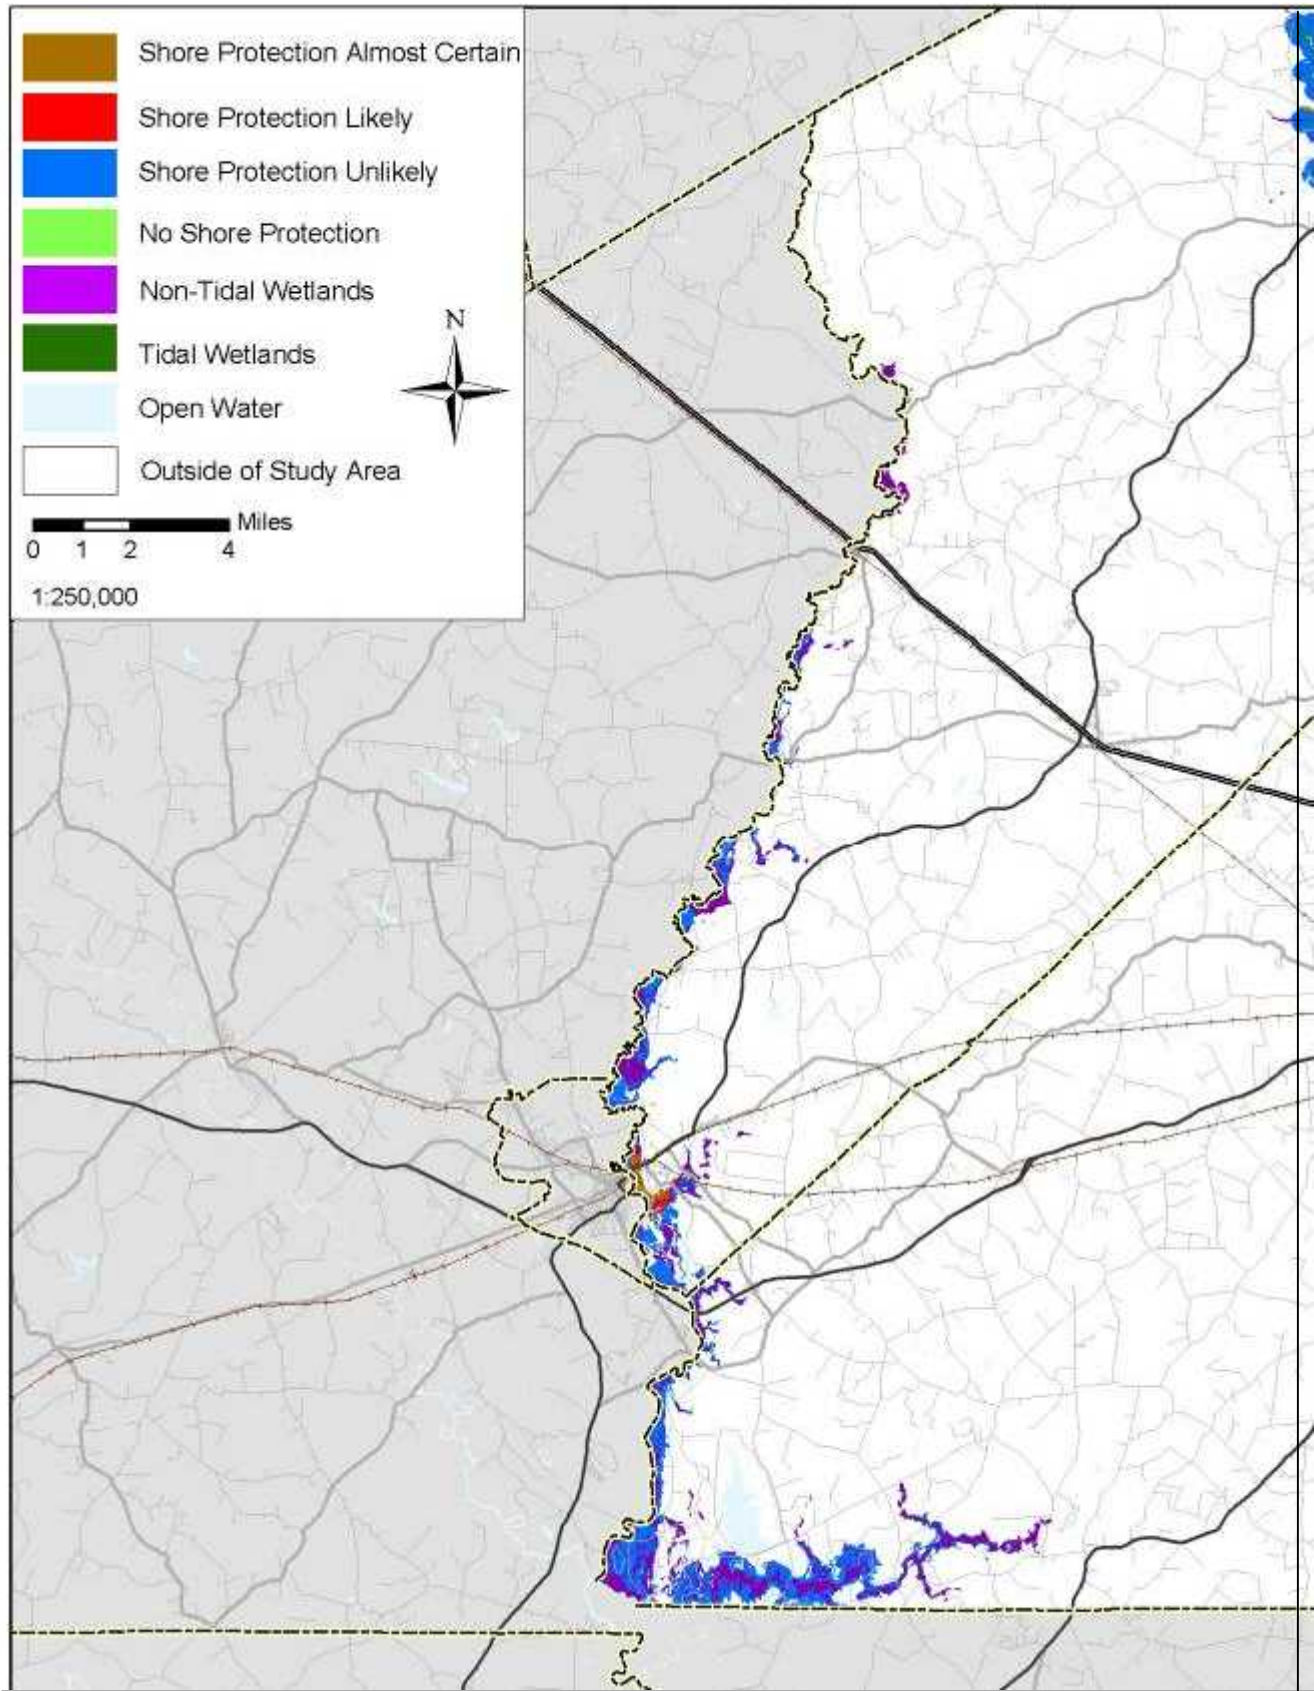 Shore Protection Almost Certain
Shore Protection Likely
Shore Protection Unlikely
No Shore Protection
Non-Tidal Wetlands
N
Tidal Wetlands
Open Water
Outside of Study Area
Miles
0 1 2 4
1:250,000